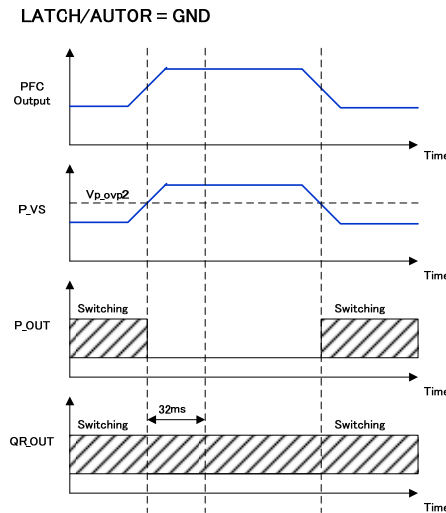 LATCH/AUTOR = GND
PFC
Output
Time
Vp_ovp2
P_VS
Time
Switching
Switching
P_OUT
Time
32ms
Switching
Switching
QR_OUT
Time